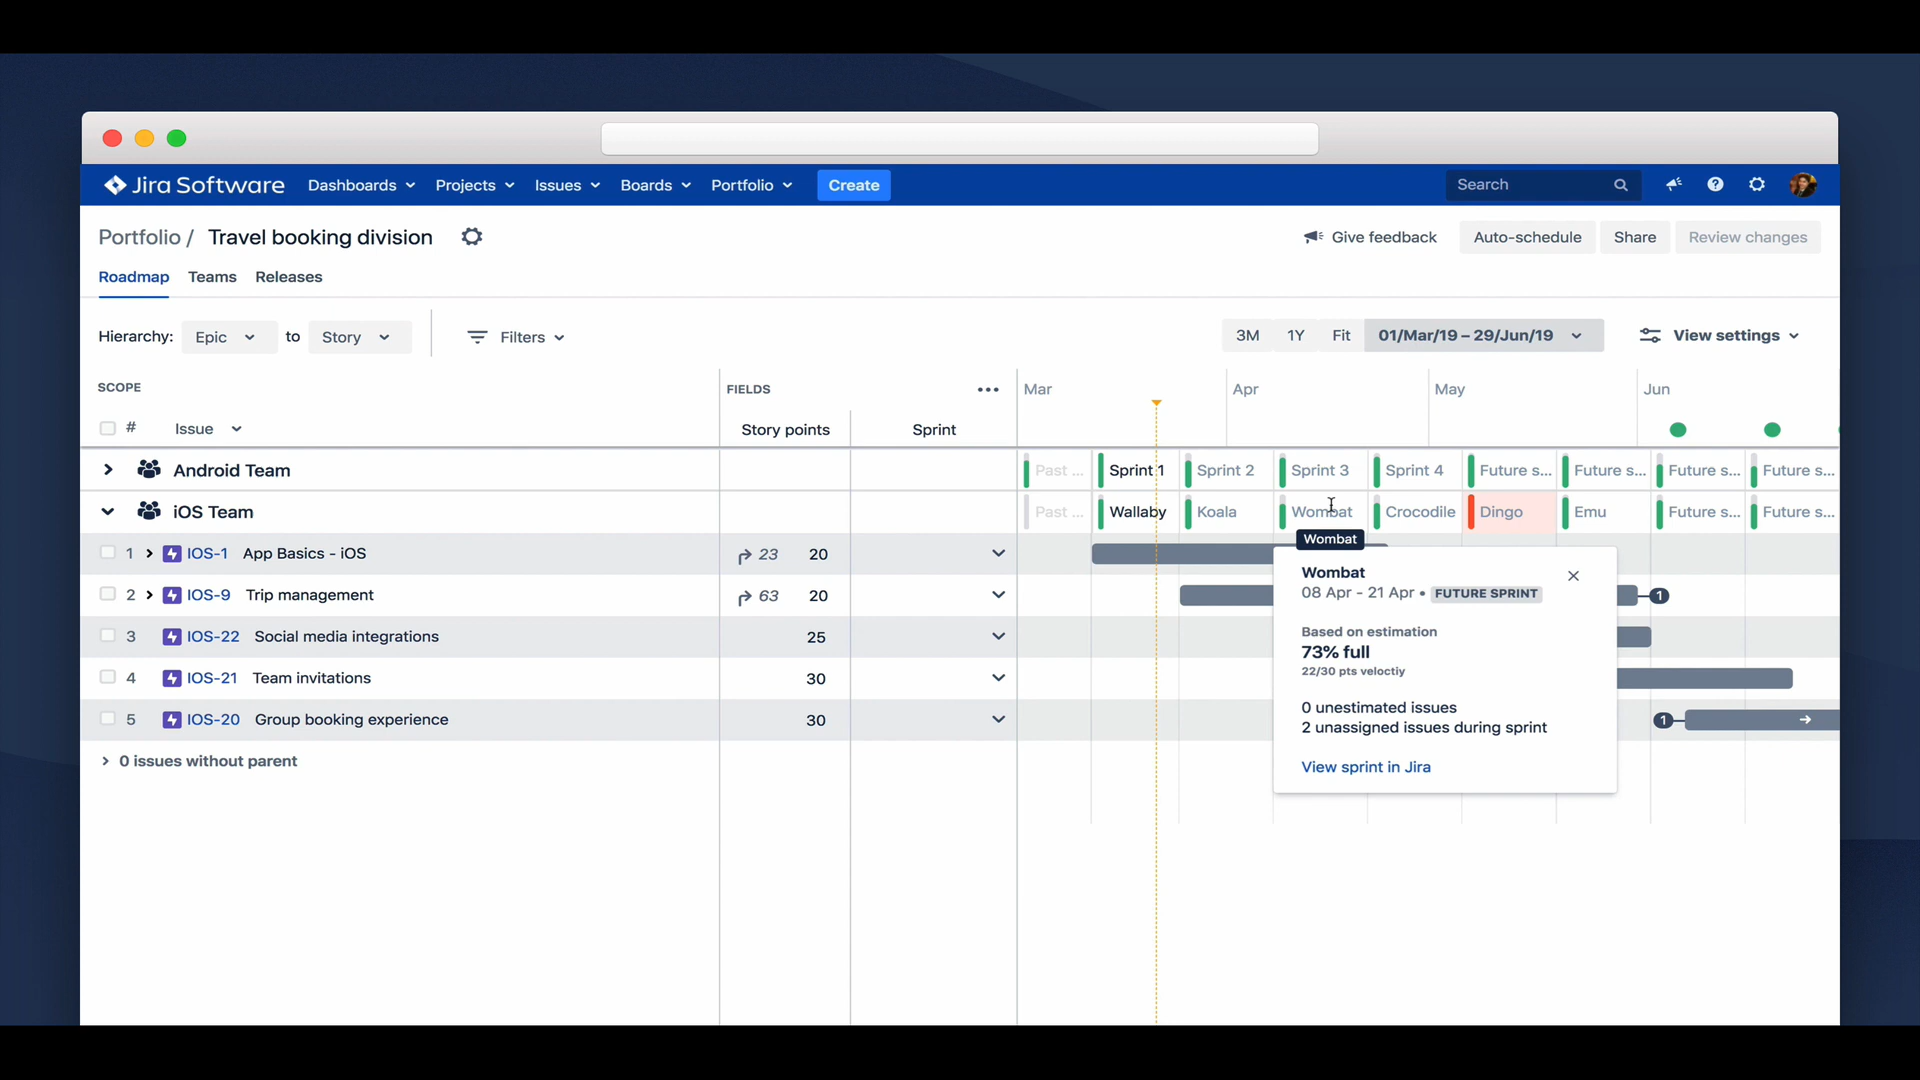 Jira Software Dashboards Projects Issues Boards Portfolio Create Search
Portfolio / Travel booking division Give feedback Auto-schedule Share Review changes
Roadmap Teams Releases
Hierarchy: Epic to Story Filters 3M 1Y Fit 01/Mar/19 – 29/Jun/19 View settings
SCOPE FIELDS ••• Mar Apr May Jun
# Issue Story points Sprint
Android Team Past ... Sprint 1 Sprint 2 Sprint 3 Sprint 4 Future s... Future s... Future s... Future s...
iOS Team Past ... Wallaby Koala Wombat Crocodile Dingo Emu Future s... Future s...
Wombat
1 IOS-1 App Basics - iOS 23 20
2 IOS-9 Trip management 63 20 1
3 IOS-22 Social media integrations 25
4 IOS-21 Team invitations 30
5 IOS-20 Group booking experience 30 1
0 issues without parent
Wombat
08 Apr - 21 Apr • FUTURE SPRINT
Based on estimation
73% full
22/30 pts veloctiy
0 unestimated issues
2 unassigned issues during sprint
View sprint in Jira